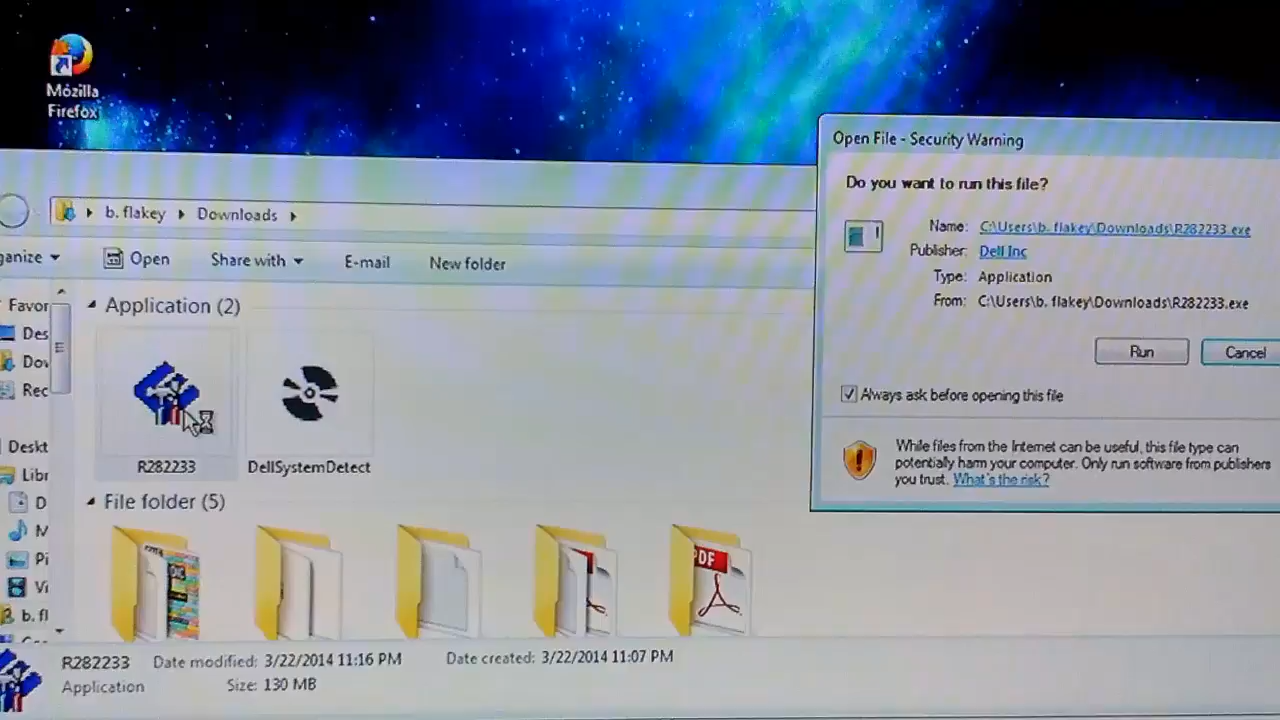 Mozilla
Firefox
b. flakey
Downloads
Open
Share with
E-mail
New folder
Favor
Des
Rec
Deskt
Libr
D
Pi
b. fl
Application (2)
R282233
DellSystemDetect
File folder (5)
PDF
R282233
Date modified: 3/22/2014 11:16 PM
Date created: 3/22/2014 11:07 PM
Application
Size: 130 MB
Open File - Security Warning
Do you want to run this file?
Name: C:\Users\b. flakey\Downloads\R282233.exe
Publisher: Dell Inc
Type: Application
From: C:\Users\b. flakey\Downloads\R282233.exe
Run
Cancel
Always ask before opening this file
While files from the Internet can be useful, this file type can
potentially harm your computer. Only run software from publishers
you trust. What's the risk?